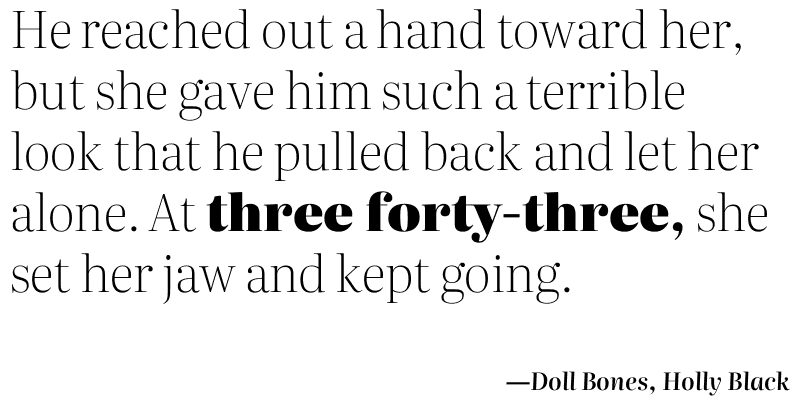 He reached out a hand toward her,
but she gave him such a terrible
look that he pulled back and let her
alone. At three forty-three, she
set her jaw and kept going.
—Doll Bones, Holly Black